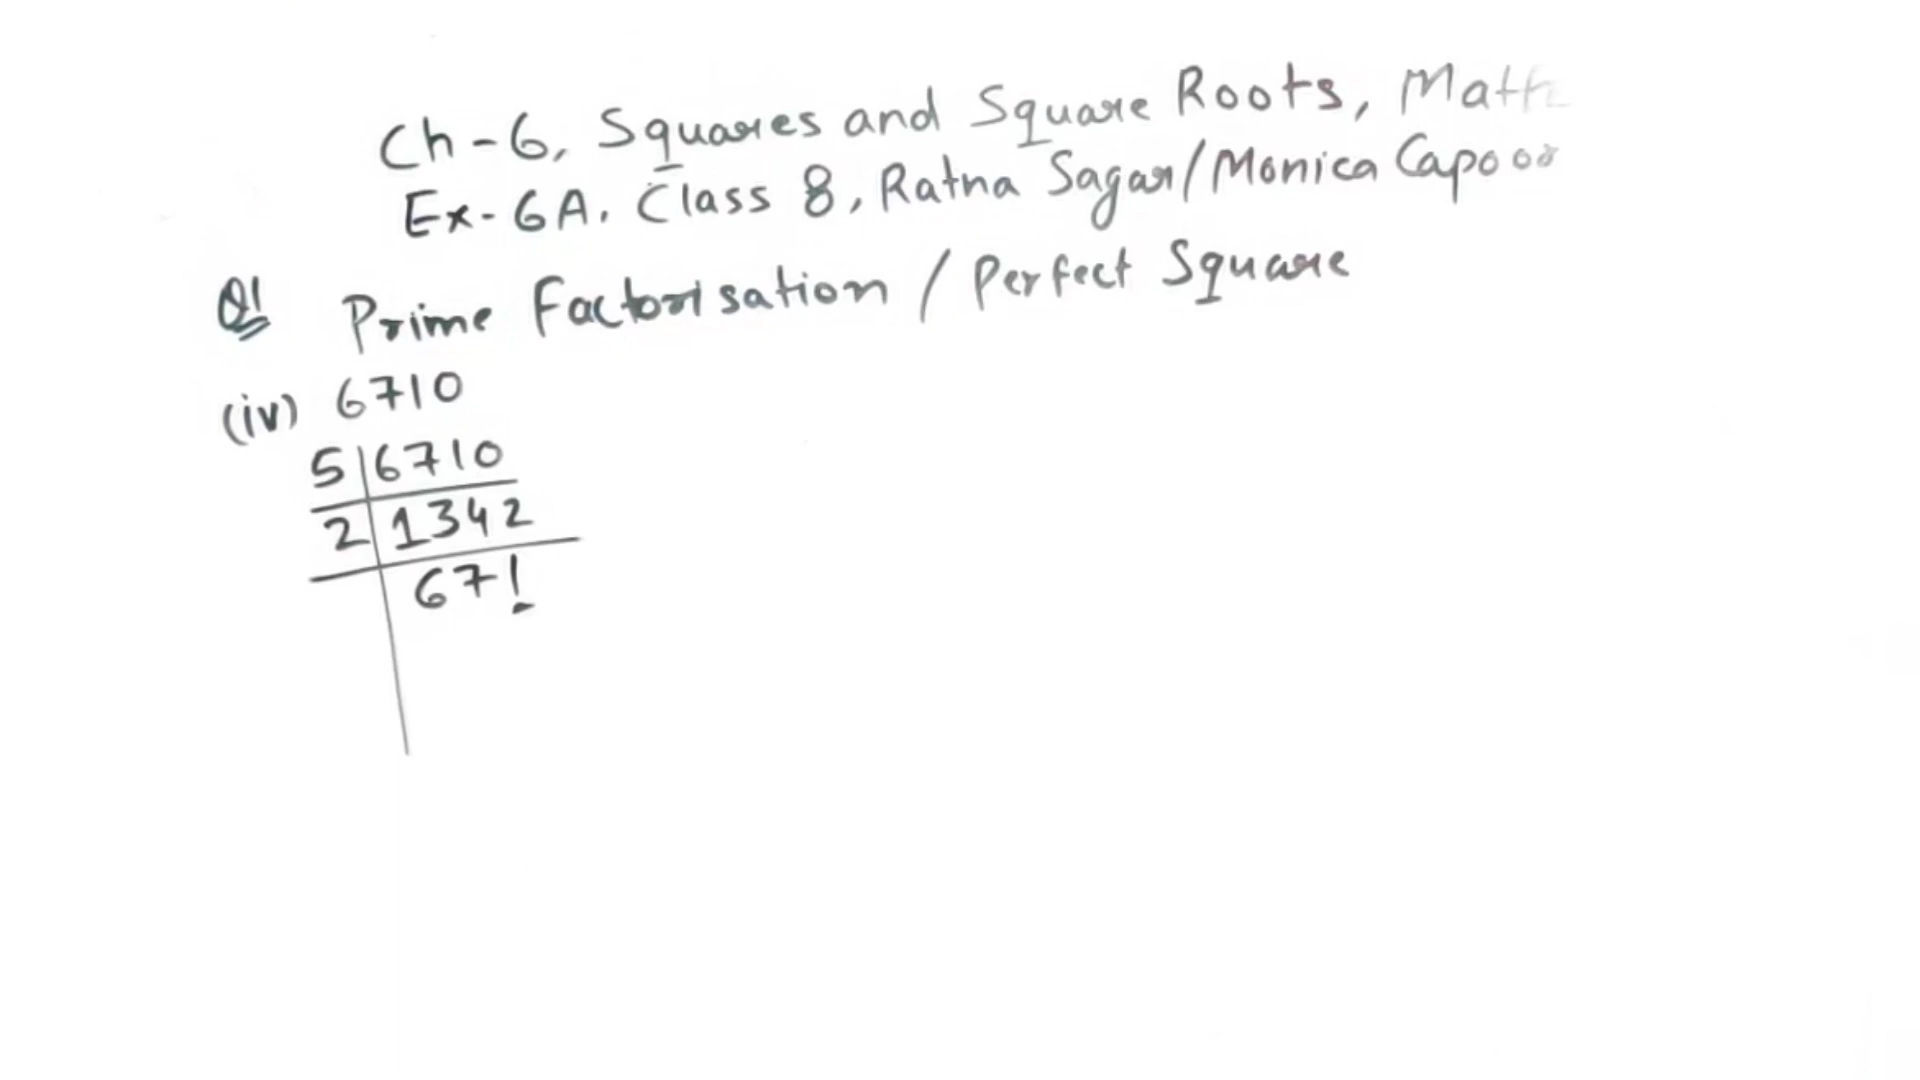 Ch-6, Squares and Square Roots,
Ex-6A, Class 8, Ratna Sagar/Monica Capoor
Q1 Prime Factorisation / Perfect Square
(iv) 6710
5|6710
2|1342
671